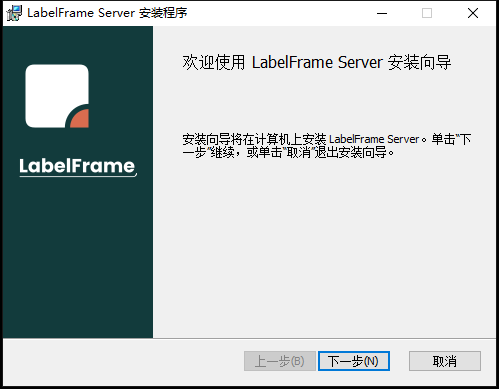 LabelFrame Server 安装程序
欢迎使用 LabelFrame Server 安装向导
LabelFrame
安装向导将在计算机上安装 LabelFrame Server。单击“下
一步”继续，或单击“取消”退出安装向导。
上一步(B)
下一步(N)
取消